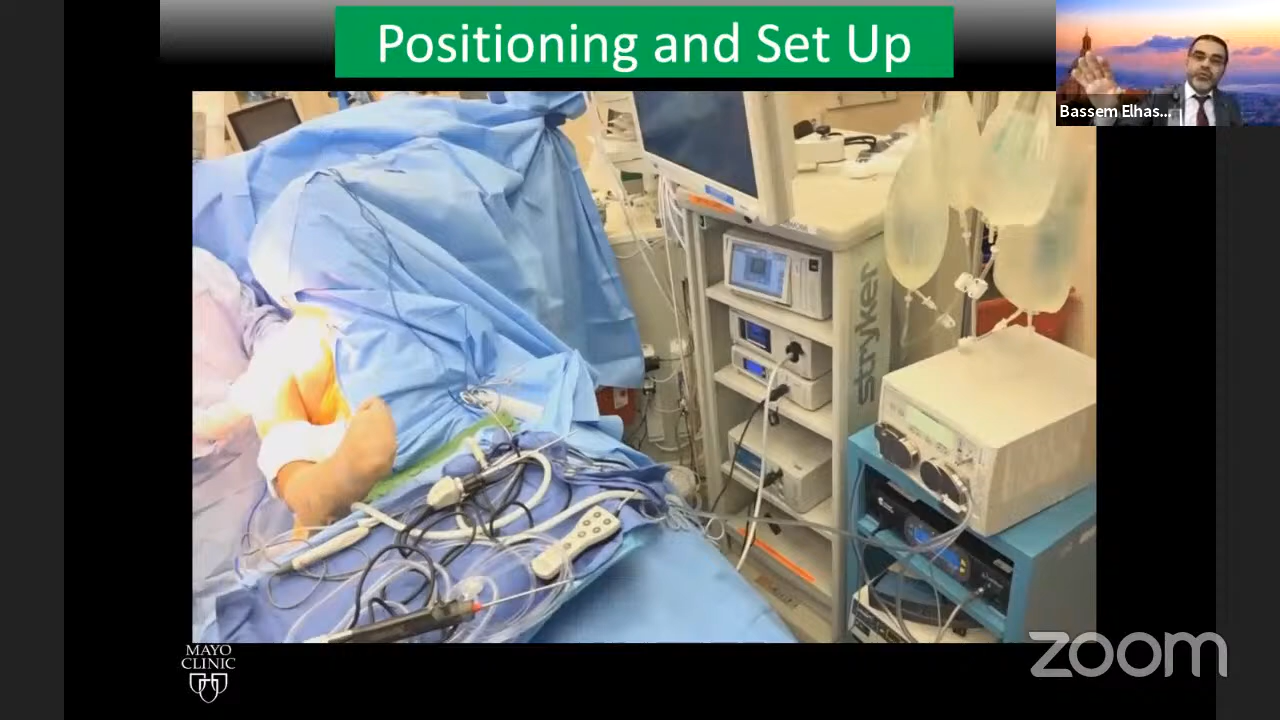 Positioning and Set Up
Bassem Elhas...
stryker
MAYO
CLINIC
zoom